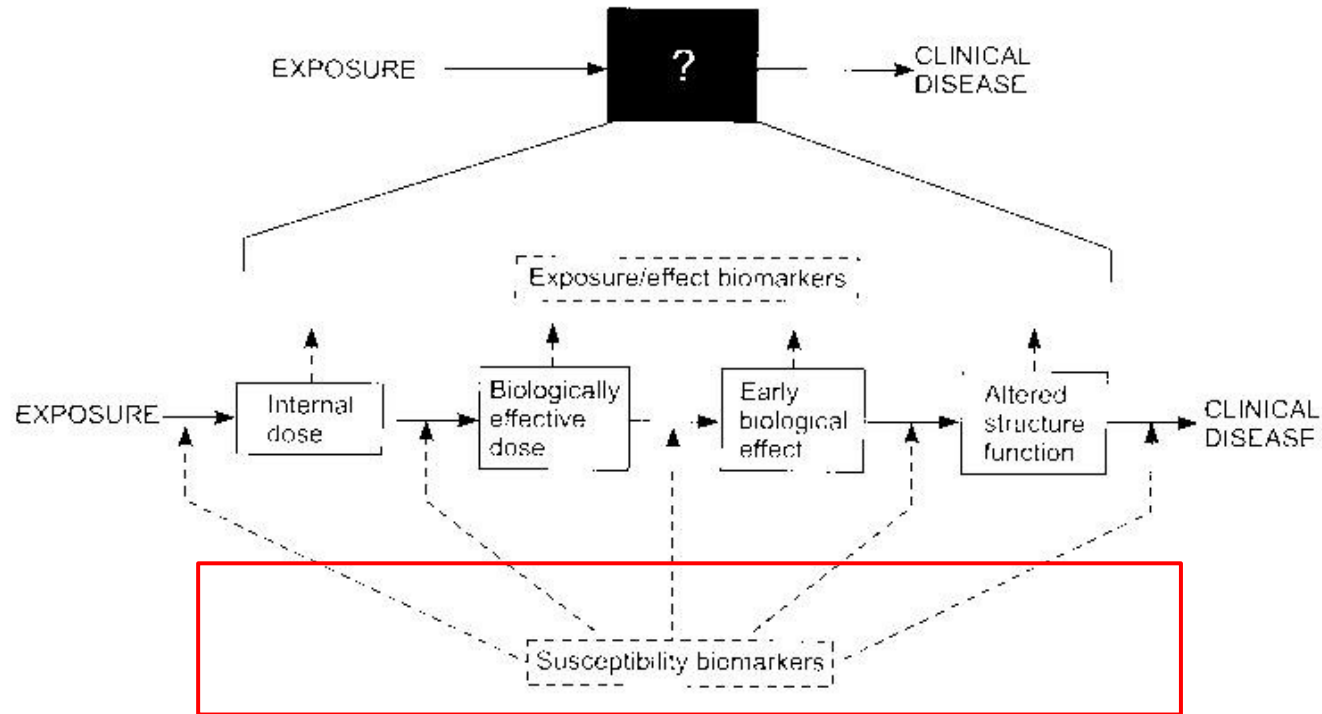 EXPOSURE
?
CLINICAL
DISEASE
Exposure/effect biomarkers
EXPOSURE
Internal
dose
Biologically
effective
dose
Early
biological
effect
Altered
structure
function
CLINICAL
DISEASE
Susceptibility biomarkers